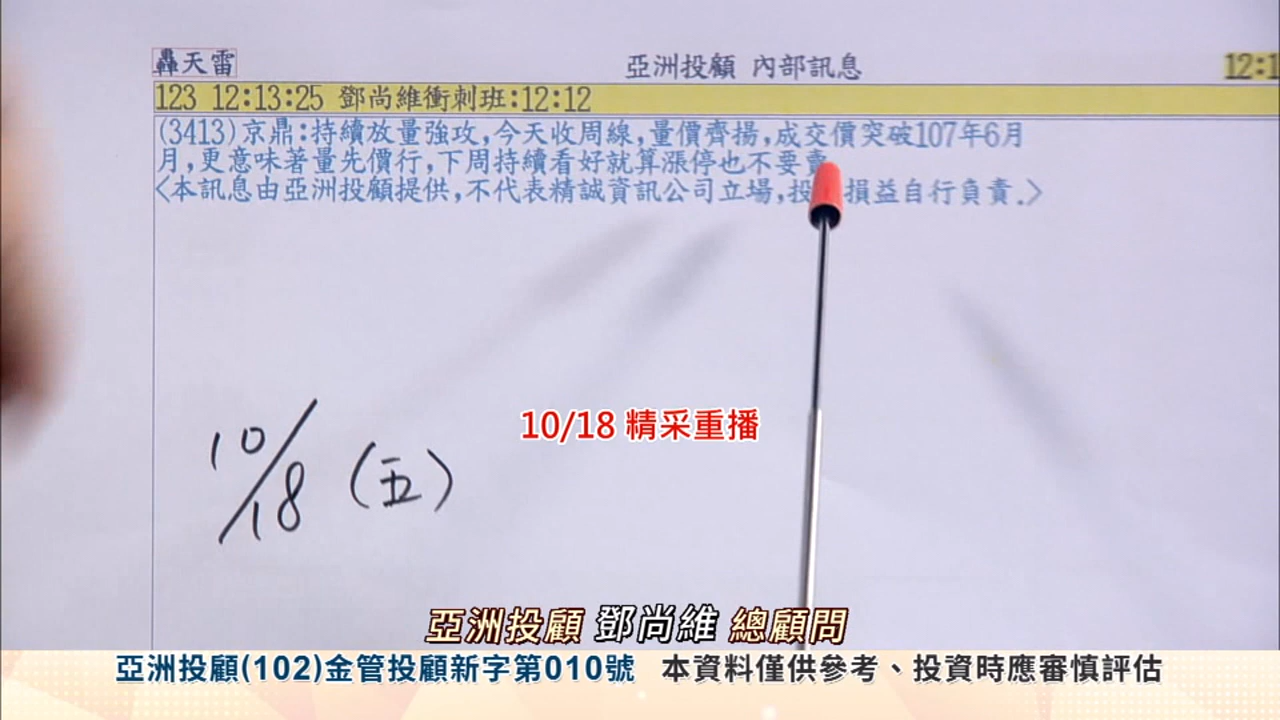 轟天雷 亞洲投顧 內部訊息 12:1
123 12:13:25 鄧尚維衝刺班:12:12
(3413)京鼎:持續放量強攻,今天收周線,量價齊揚,成交價突破107年6月
月,更意味著量先價行,下周持續看好就算漲停也不要賣
<本訊息由亞洲投顧提供,不代表精誠資訊公司立場,投 損益自行負責.>
10/18 精采重播
10/18 (五)
亞洲投顧 鄧尚維 總顧問
亞洲投顧(102)金管投顧新字第010號 本資料僅供參考、投資時應審慎評估